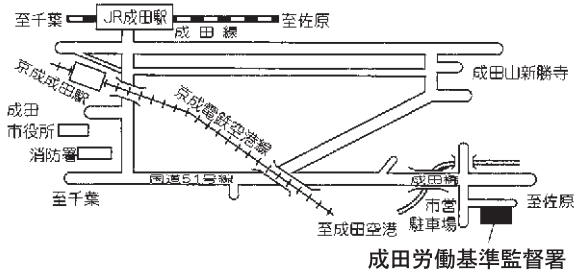 至千葉
JR成田駅
至佐原
成田線
京成成田駅
京成電鉄空港線
成田山新勝寺
成田
市役所
消防署
国道51号線
成田橋
至千葉
至成田空港
市営
駐車場
至佐原
成田労働基準監督署